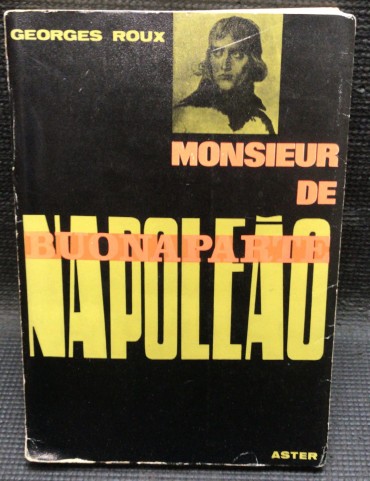 GEORGES ROUX
MONSIEUR
DE
BUONAPARTE
NAPOLEÃO
ASTER